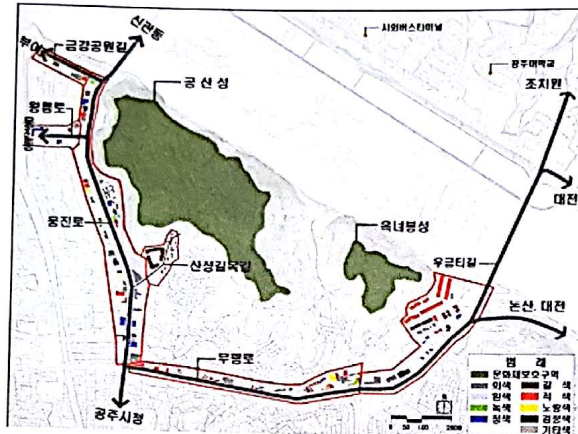 시외버스터미널
신관동
금강공원길
공주대학교
공산성
조치원
왕릉로
대전
옥녀봉성
웅진로
우금티길
산성길목길
논산, 대전
무령로
공주시청
범례
문화재보호구역
회색
갈색
흰색
적색
녹색
노랑색
청색
검정색
기타색